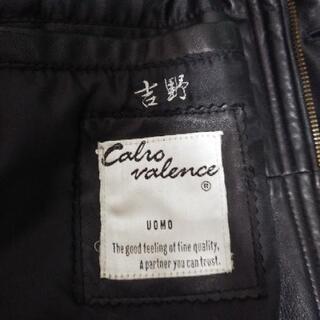 吉野
Calro
valence
®
UOMO
The good feeling of fine quality,
A partner you can trust.